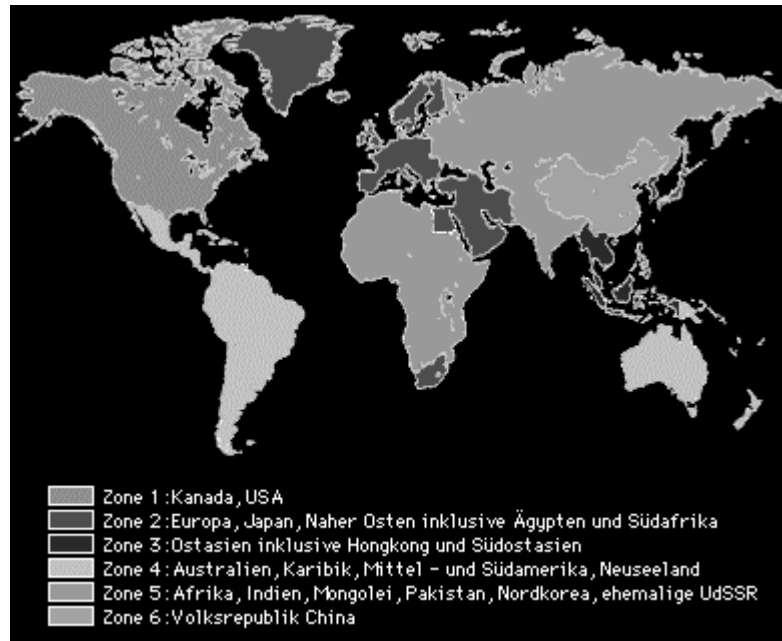 Zone 1:Kanada, USA
Zone 2:Europa, Japan, Naher Osten inklusive Ägypten und Südafrika
Zone 3:Ostasien inklusive Hongkong und Südostasien
Zone 4:Australien, Karibik, Mittel- und Südamerika, Neuseeland
Zone 5:Afrika, Indien, Mongolei, Pakistan, Nordkorea, ehemalige UdSSR
Zone 6:Volksrepublik China